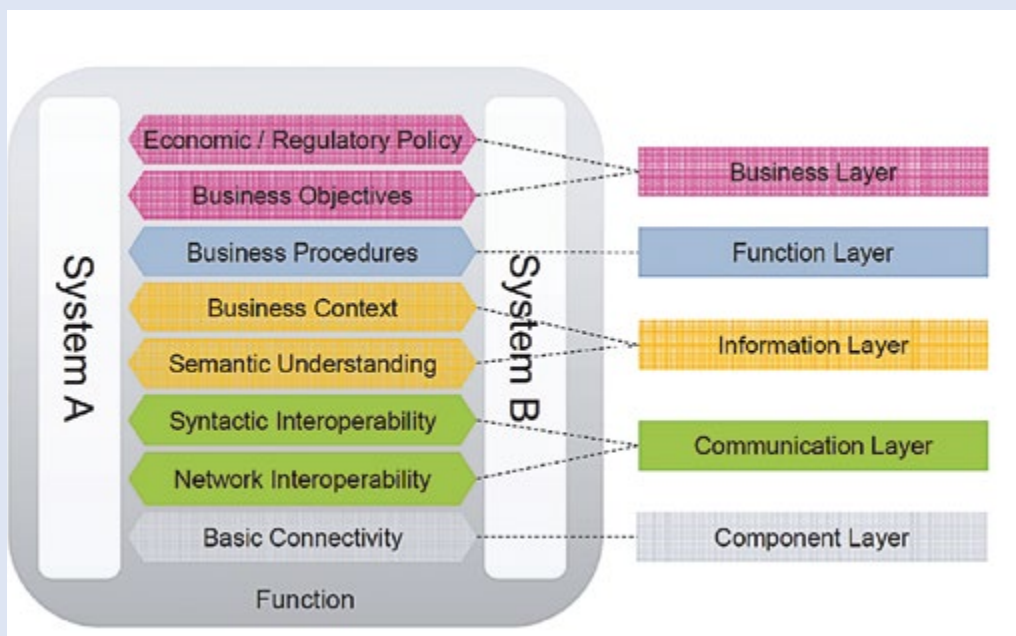 System A
Economic / Regulatory Policy
Business Objectives
Business Procedures
Business Context
Semantic Understanding
Syntactic Interoperability
Network Interoperability
Basic Connectivity
Function
System B
Business Layer
Function Layer
Information Layer
Communication Layer
Component Layer